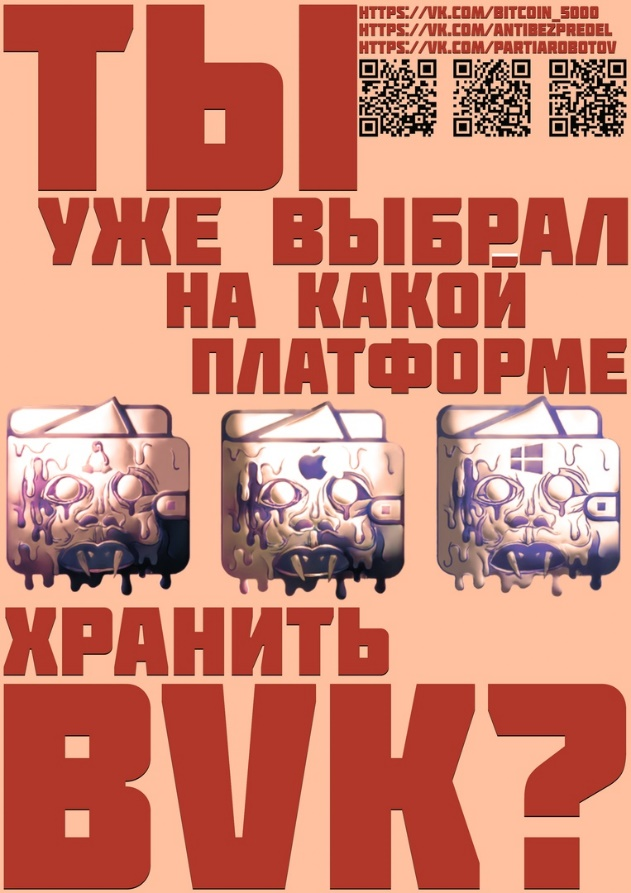 ТЫ
HTTPS://VK.COM/BITCOIN_5000
HTTPS://VK.COM/ANTIBEZPREDEL
HTTPS://VK.COM/PARTIAROBOTOV
УЖЕ ВЫБРАЛ
НА КАКОЙ
ПЛАТФОРМЕ
ХРАНИТЬ
BVK?